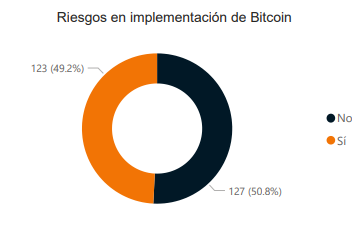 Riesgos en implementación de Bitcoin
123 (49.2%)
No
Sí
127 (50.8%)